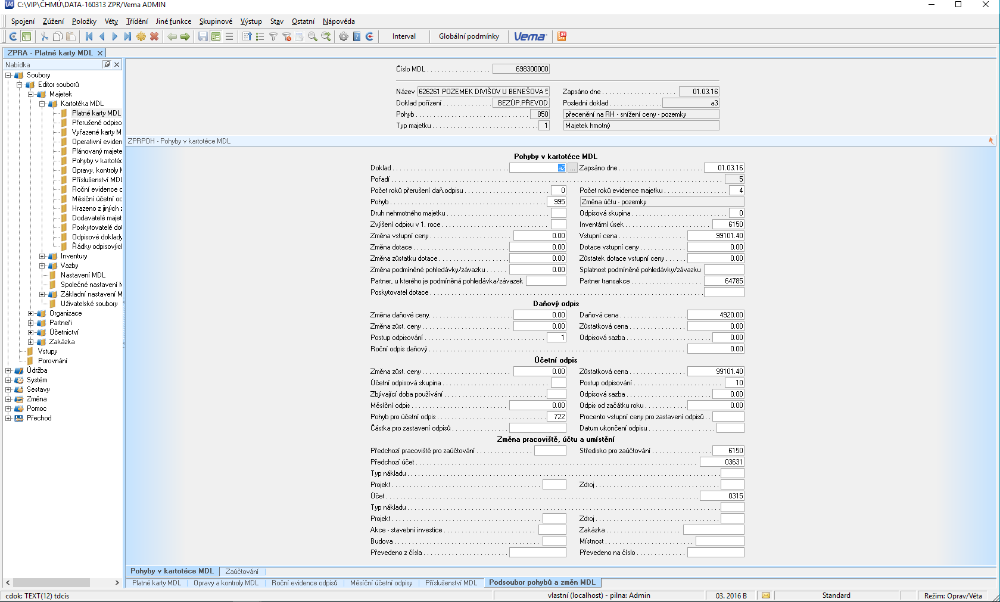 C:\VIP\ČHMÚ\DATA-160313 ZPR/Vema ADMIN
Spojení Zúžení Položky Věty Třídění Jiné funkce Skupinové Výstup Stav Ostatní Nápověda
Interval Globální podmínky Vema
ZPRA - Platné karty MDL
Nabídka
Soubory
Editor souborů
Majetek
Kartotéka MDL
Platné karty MDL
Přerušené odpiso
Vyřazené karty M
Operativní eviden
Plánovaný majete
Pohyby v kartotéc
Opravy, kontroly M
Příslušenství MDL
Roční evidence o
Měsíční účetní oc
Hrazeno z jiných z
Dodavatelé majet
Poskytovatelé dot
Odpisové doklady
Řádky odpisových
Inventury
Vazby
Nastavení MDL
Společné nastavení M
Základní nastavení M
Uživatelské soubory
Organizace
Partneři
Účetnictví
Zakázka
Vstupy
Porovnání
Údržba
Systém
Sestavy
Změna
Pomoc
Přechod
Číslo MDL 698300000
Název 626261 POZEMEK DIVIŠOV U BENEŠOVA 5 Zapsáno dne 01.03.16
Doklad pořízení BEZÚP.PŘEVOD Poslední doklad a3
Pohyb 850 přecenění na RH - snížení ceny - pozemky
Typ majetku 1 Majetek hmotný
ZPRPOH - Pohyby v kartotéce MDL
Pohyby v kartotéce MDL
Doklad a2 ... Zapsáno dne 01.03.16
Pořadí 5
Počet roků přerušení daň.odpisu 0 Počet roků evidence majetku 4
Pohyb 995 Změna účtu - pozemky
Druh nehmotného majetku Odpisová skupina 0
Zvýšení odpisu v 1. roce Inventární úsek 6150
Změna vstupní ceny 0.00 Vstupní cena 99101.40
Změna dotace 0.00 Dotace vstupní ceny 0.00
Změna zůstatku dotace 0.00 Zůstatek dotace vstupní ceny 0.00
Změna podmíněné pohledávky/závazku 0.00 Splatnost podmíněné pohledávky/závazku
Partner, u kterého je podmíněná pohledávka/závazek Partner transakce 64785
Poskytovatel dotace
Daňový odpis
Změna daňové ceny. 0.00 Daňová cena 4920.00
Změna zůst. ceny 0.00 Zůstatková cena 0.00
Postup odpisování 1 Odpisová sazba 0.00
Roční odpis daňový 0.00
Účetní odpis
Změna zůst. ceny 0.00 Zůstatková cena 99101.40
Účetní odpisová skupina Postup odpisování 10
Zbývající doba používání Odpisová sazba 0.00
Měsíční odpis 0.00 Odpis od začátku roku 0.00
Pohyb pro účetní odpis 722 Procento vstupní ceny pro zastavení odpisů
Částka pro zastavení odpisů Datum ukončení odpisu
Změna pracoviště, účtu a umístění
Předchozí pracoviště pro zaúčtování Středisko pro zaúčtování 6150
Předchozí účet 03631
Typ nákladu
Projekt Zdroj
Účet 0315
Typ nákladu
Projekt Zdroj
Akce - stavební investice Zakázka
Budova Místnost
Převedeno z čísla Převedeno na číslo
Pohyby v kartotéce MDL Zaúčtování
Platné karty MDL Opravy a kontroly MDL Roční evidence odpisů Měsíční účetní odpisy Příslušenství MDL Podsoubor pohybů a změn MDL
cdok: TEXT(12) tdcis vlastní (localhost) - pilna: Admin 03. 2016 B Standard Režim: Oprav/Věta